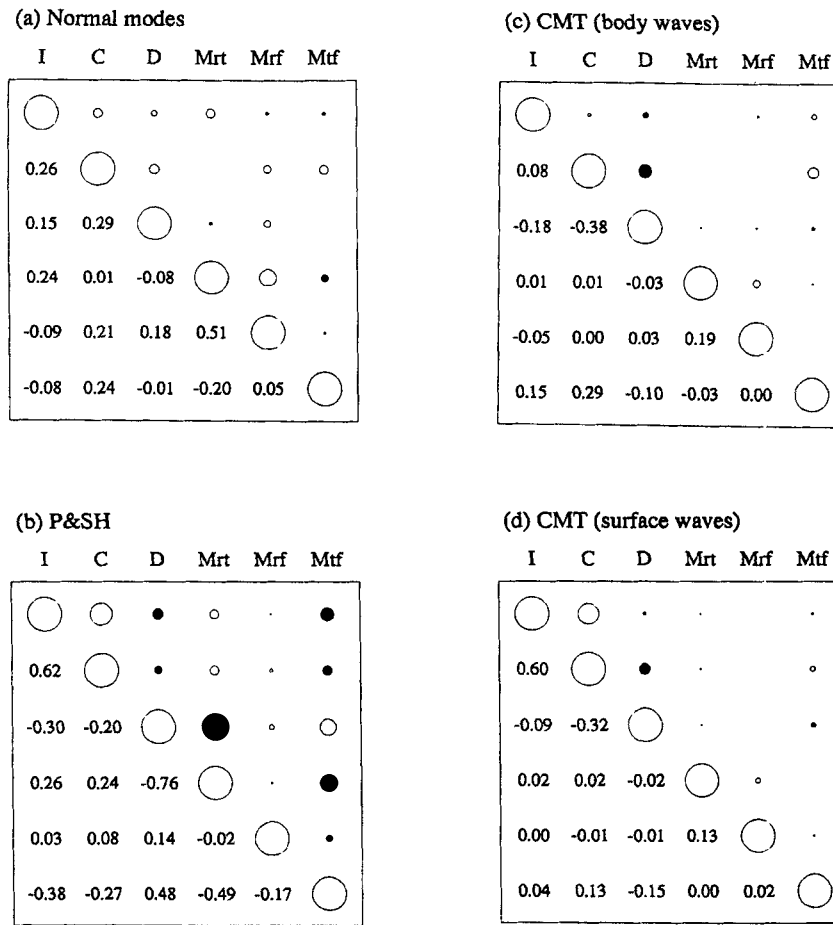 (a) Normal modes
I C D Mrt Mrf Mtf
0.26
0.15 0.29
0.24 0.01 -0.08
-0.09 0.21 0.18 0.51
-0.08 0.24 -0.01 -0.20 0.05
(c) CMT (body waves)
I C D Mrt Mrf Mtf
0.08
-0.18 -0.38
0.01 0.01 -0.03
-0.05 0.00 0.03 0.19
0.15 0.29 -0.10 -0.03 0.00
(b) P&SH
I C D Mrt Mrf Mtf
0.62
-0.30 -0.20
0.26 0.24 -0.76
0.03 0.08 0.14 -0.02
-0.38 -0.27 0.48 -0.49 -0.17
(d) CMT (surface waves)
I C D Mrt Mrf Mtf
0.60
-0.09 -0.32
0.02 0.02 -0.02
0.00 -0.01 -0.01 0.13
0.04 0.13 -0.15 0.00 0.02